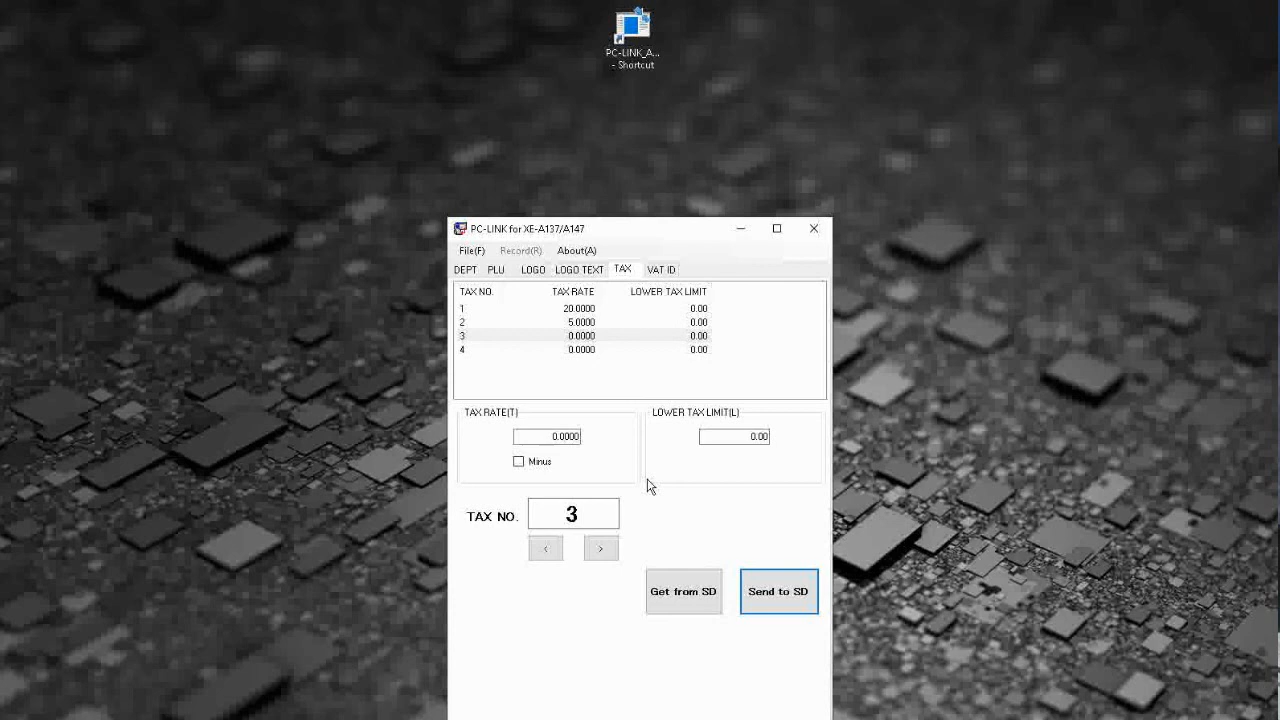 PC-LINK_A...
- Shortcut
PC-LINK for XE-A137/A147
File(F) Record(R) About(A)
DEPT PLU LOGO LOGO TEXT TAX VAT ID
TAX NO. TAX RATE LOWER TAX LIMIT
1 20.0000 0.00
2 5.0000 0.00
3 0.0000 0.00
4 0.0000 0.00
TAX RATE(T) LOWER TAX LIMIT(L)
0.0000 0.00
Minus
TAX NO. 3
< >
Get from SD Send to SD